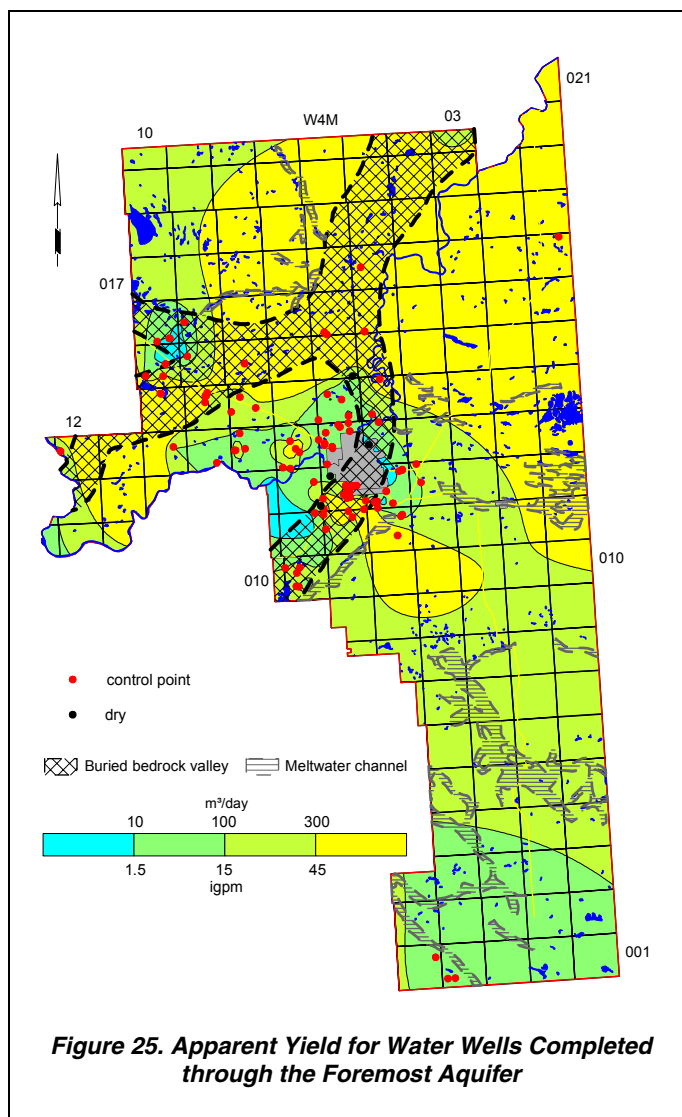 021
W4M
03
10
017
12
010
010
control point
dry
Buried bedrock valley
Meltwater channel
m³/day
10 100 300
1.5 15 45
igpm
001
Figure 25. Apparent Yield for Water Wells Completed
through the Foremost Aquifer